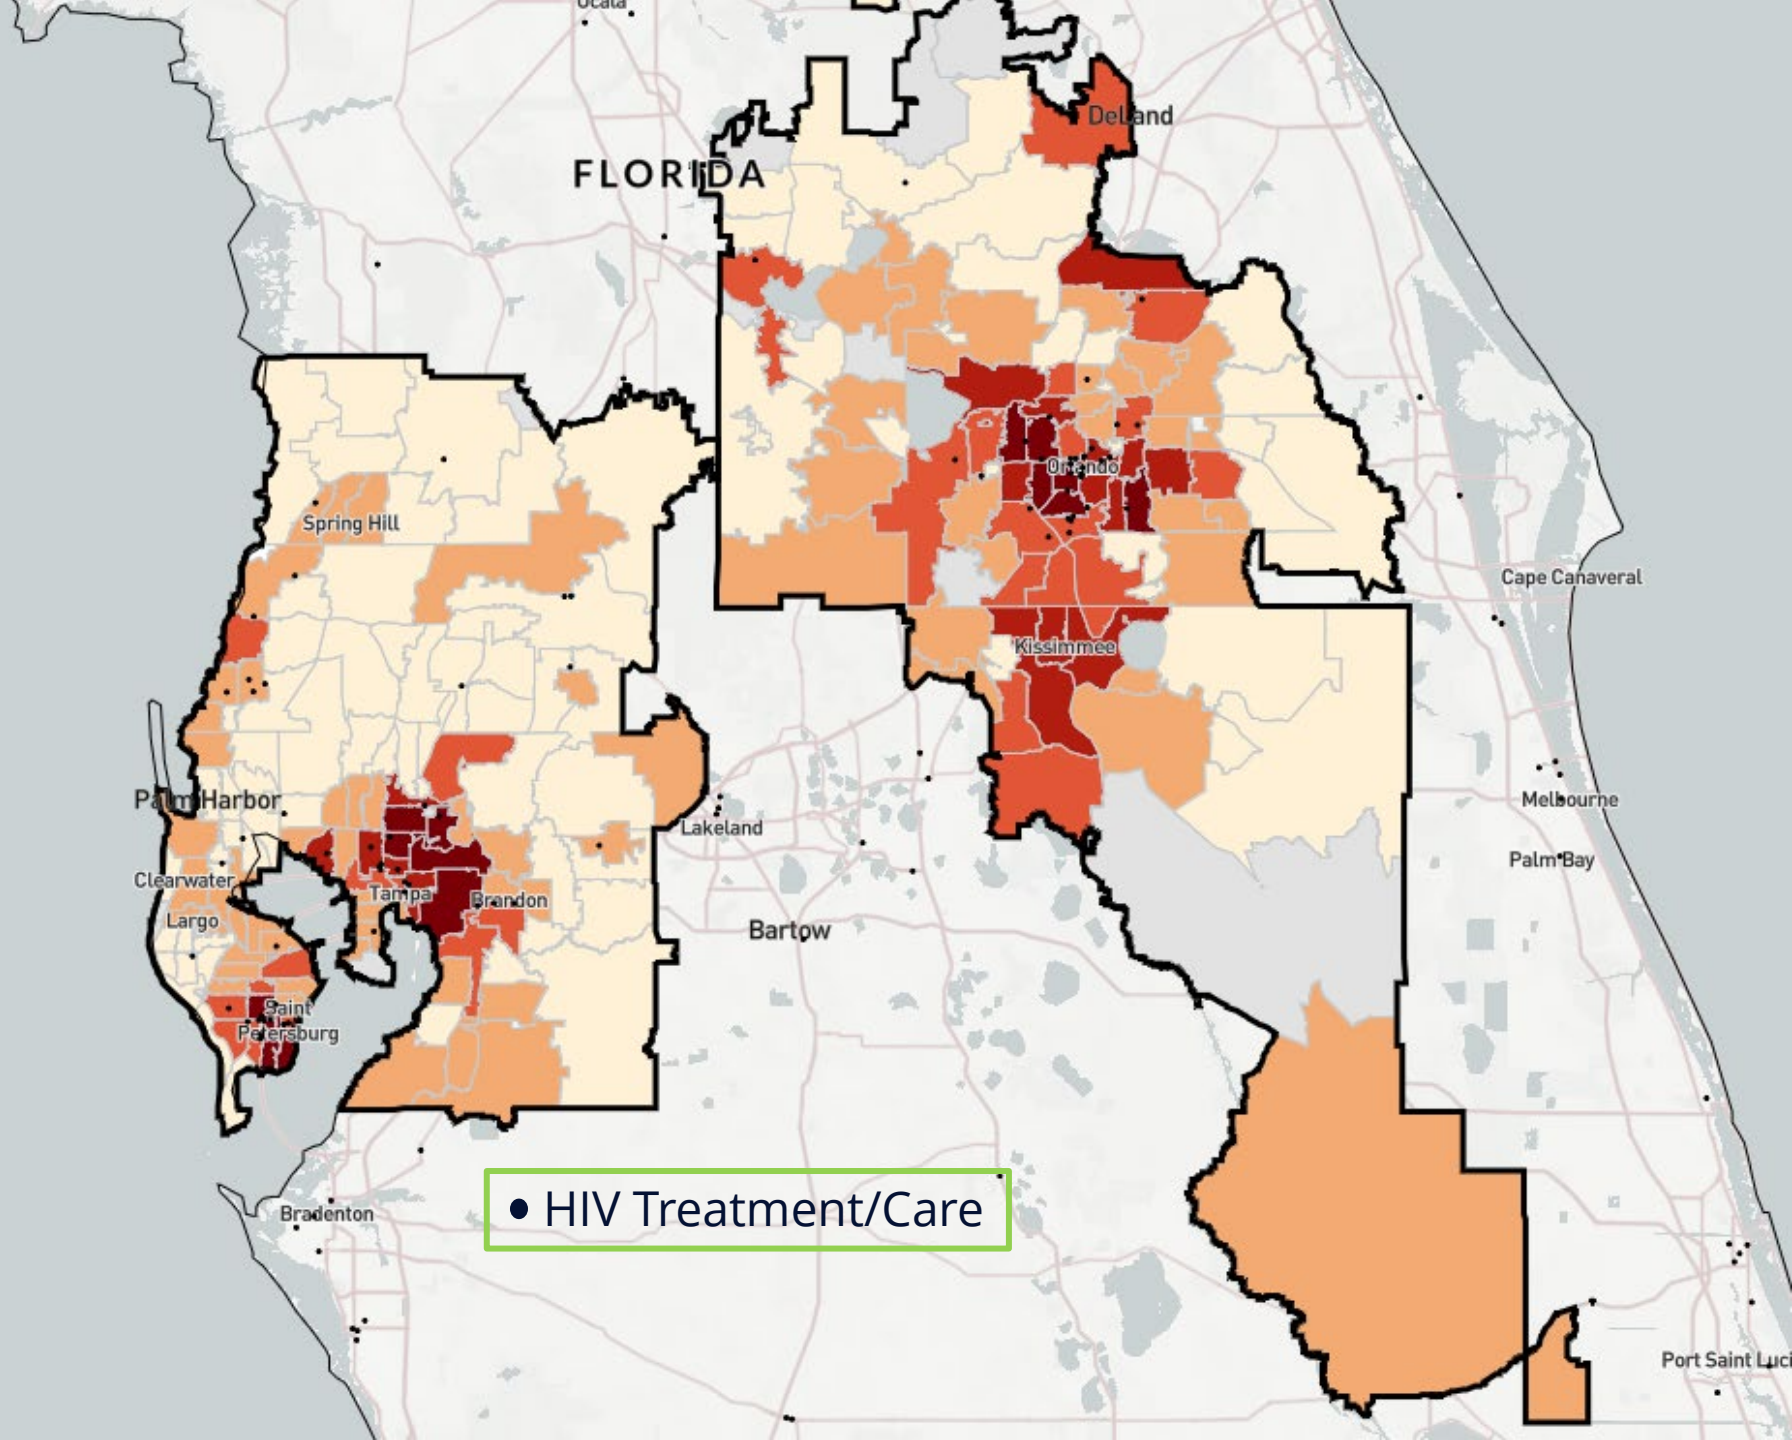 Ocala
DeLand
FLORIDA
Orlando
Spring Hill
Cape Canaveral
Kissimmee
Palm Harbor
Melbourne
Lakeland
Palm Bay
Clearwater
Tampa
Brandon
Largo
Bartow
Saint
Petersburg
• HIV Treatment/Care
Bradenton
Port Saint Luci